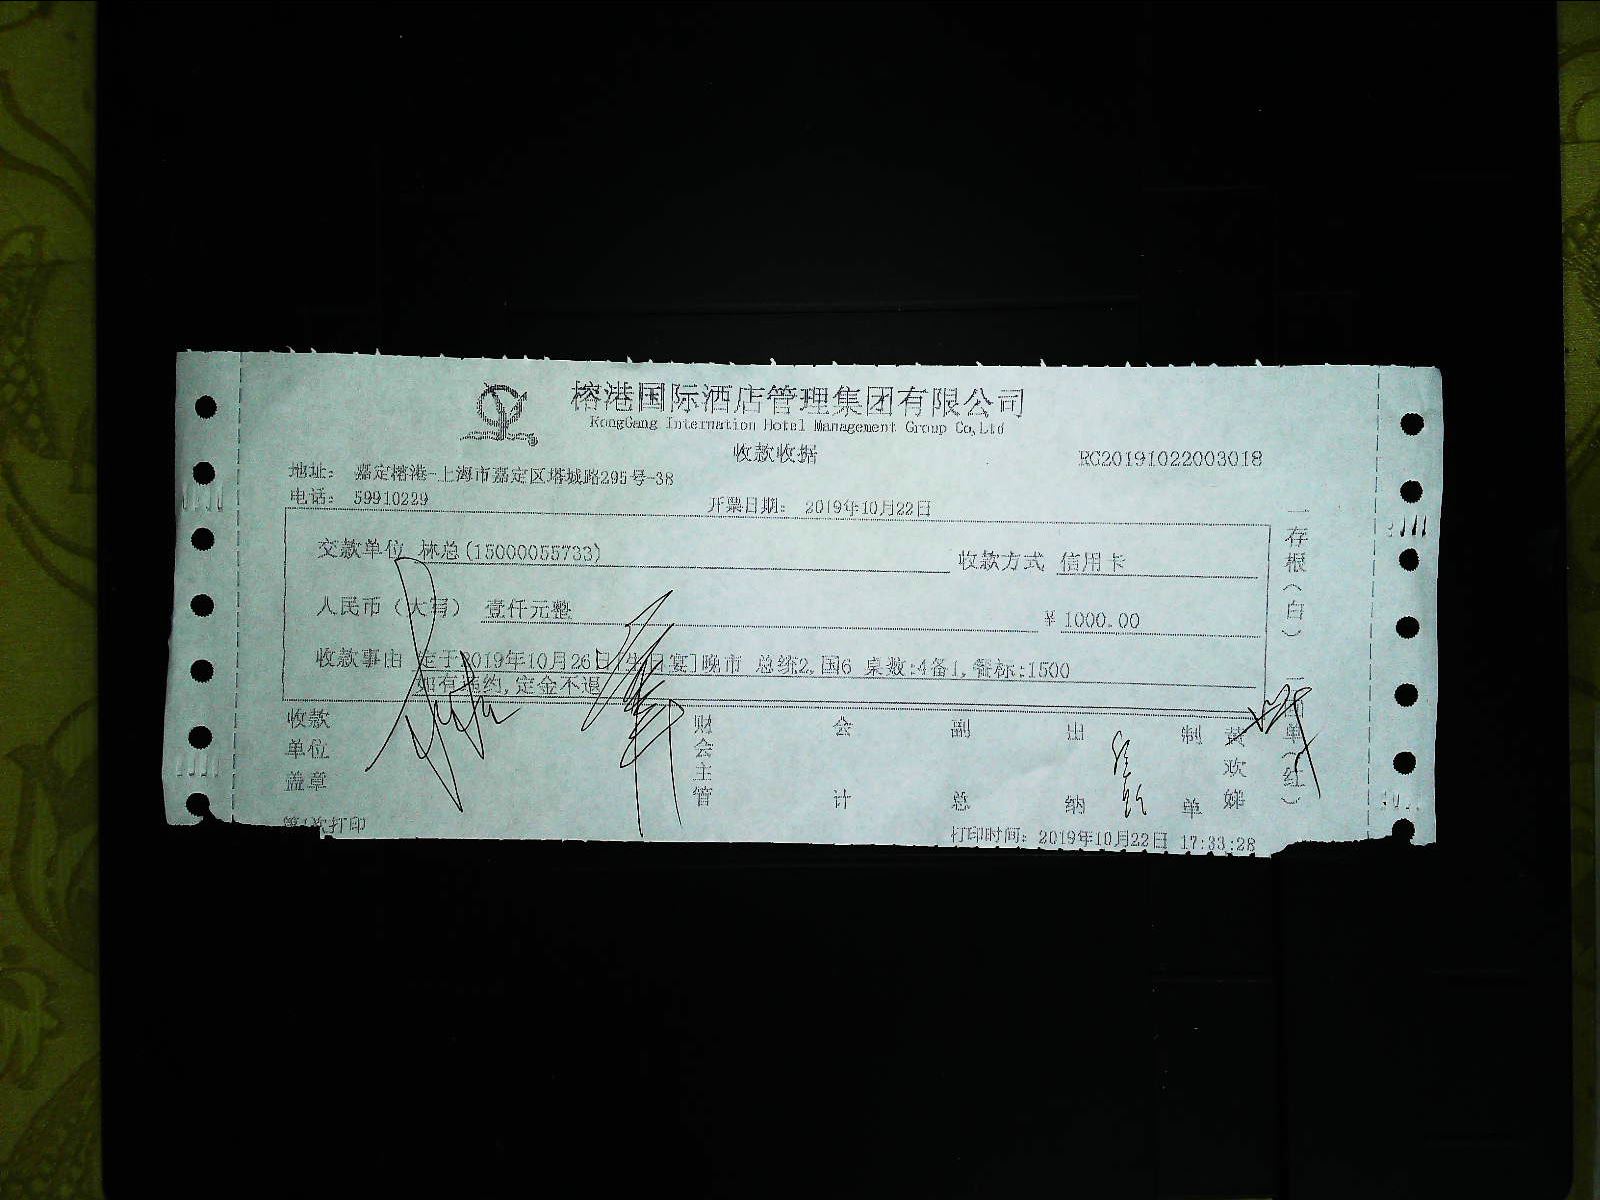 榕港国际酒店管理集团有限公司
RongGang Internation Hotel Management Group Co,Ltd
收款收据
RC20191022003018
地址： 嘉定榕港-上海市嘉定区塔城路295号-38
电话： 59910229
开票日期： 2019年10月22日
交款单位 林总(15000055733) 收款方式 信用卡
人民币（大写） 壹仟元整 ￥1000.00
收款事由 定于2019年10月26日[生日宴]晚市 总统2,国6 桌数:4备1,餐标:1500
如有违约,定金不退
收款单位盖章
财会主管
会计
副总
出纳
制单
黄欢娣
一存根（白）
单（红）
第1次打印
打印时间： 2019年10月22日 17:33:28